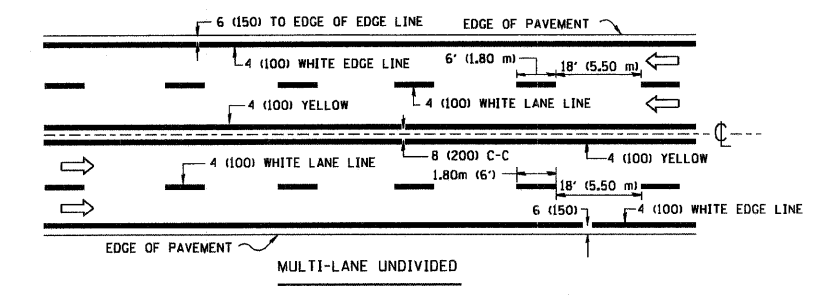 6 (150) TO EDGE OF EDGE LINE
EDGE OF PAVEMENT
4 (100) WHITE EDGE LINE
6' (1.80 m)
18' (5.50 m)
4 (100) YELLOW
4 (100) WHITE LANE LINE
CL
4 (100) WHITE LANE LINE
8 (200) C-C
4 (100) YELLOW
1.80m (6')
18' (5.50 m)
6 (150)
4 (100) WHITE EDGE LINE
EDGE OF PAVEMENT
MULTI-LANE UNDIVIDED